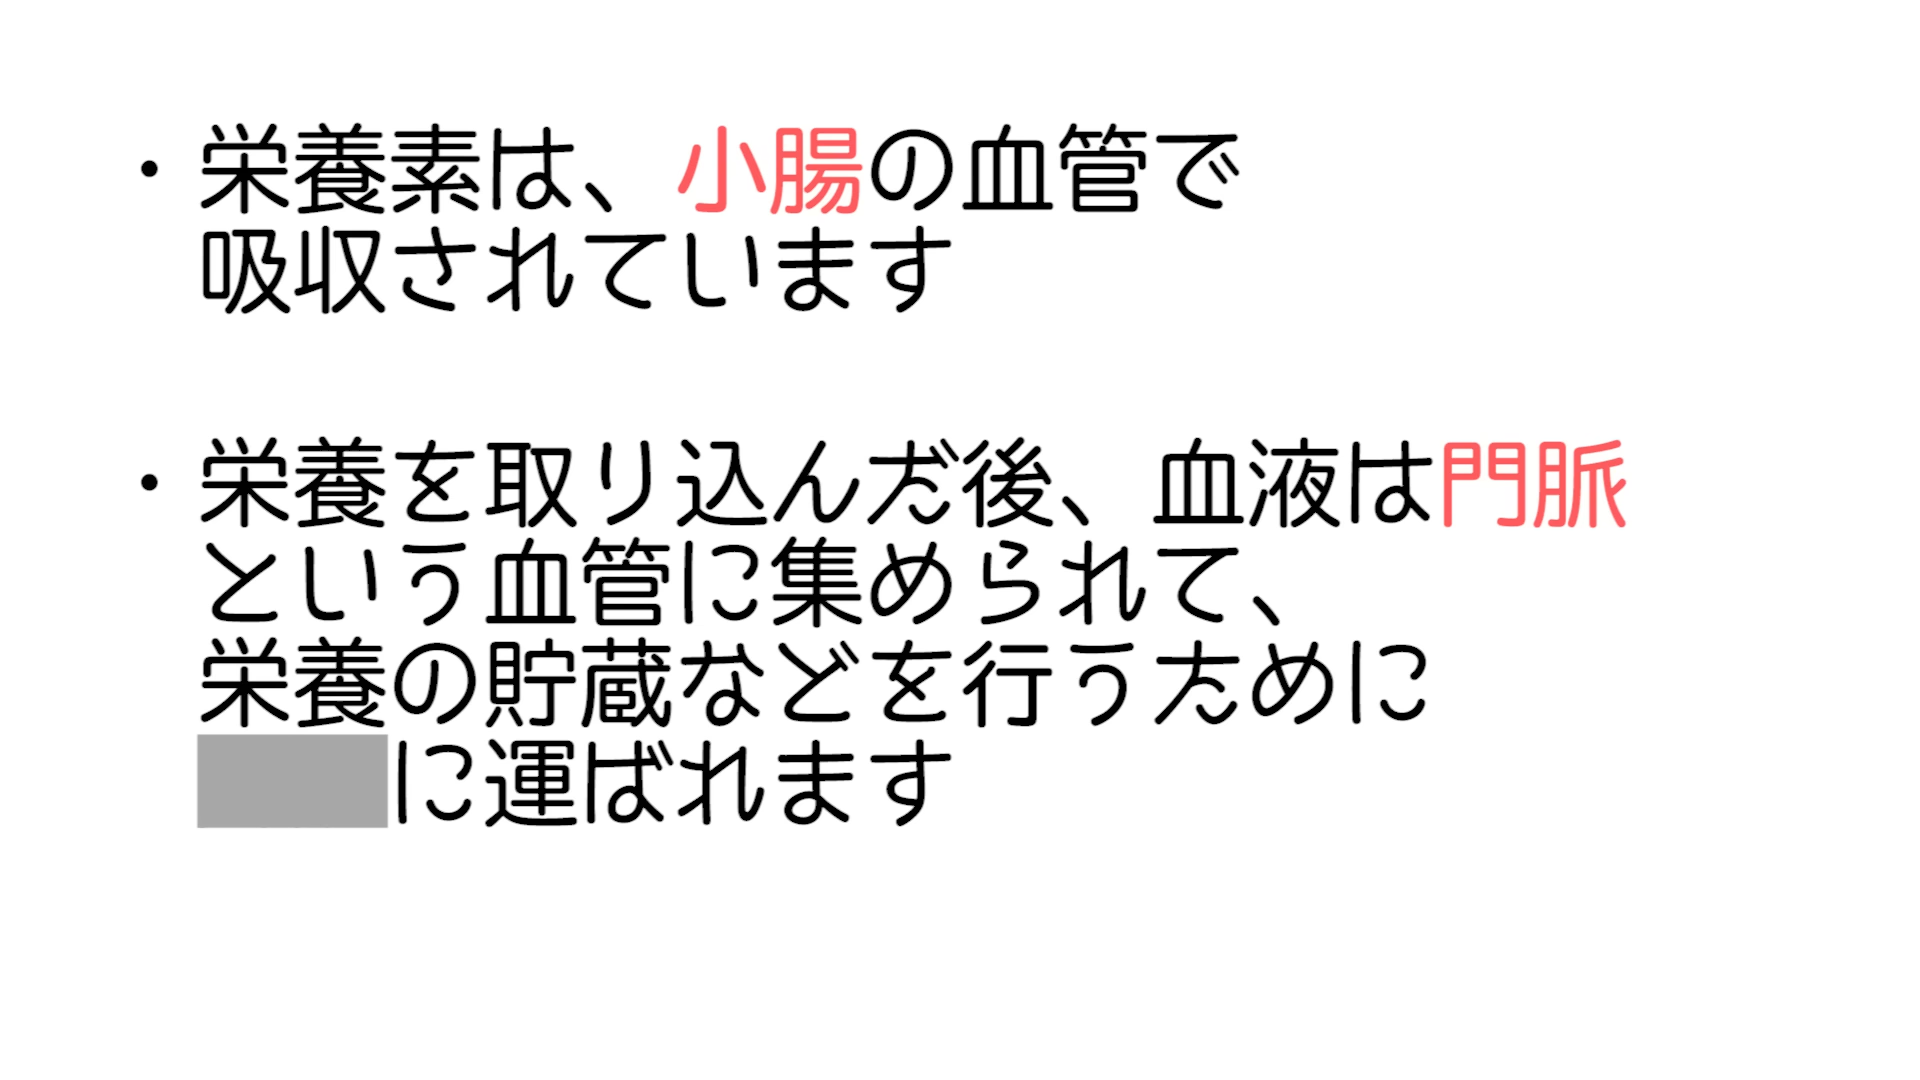 ・栄養素は、小腸の血管で
吸収されています
・栄養を取り込んだ後、血液は門脈
という血管に集められて、
栄養の貯蔵などを行うために
に運ばれます